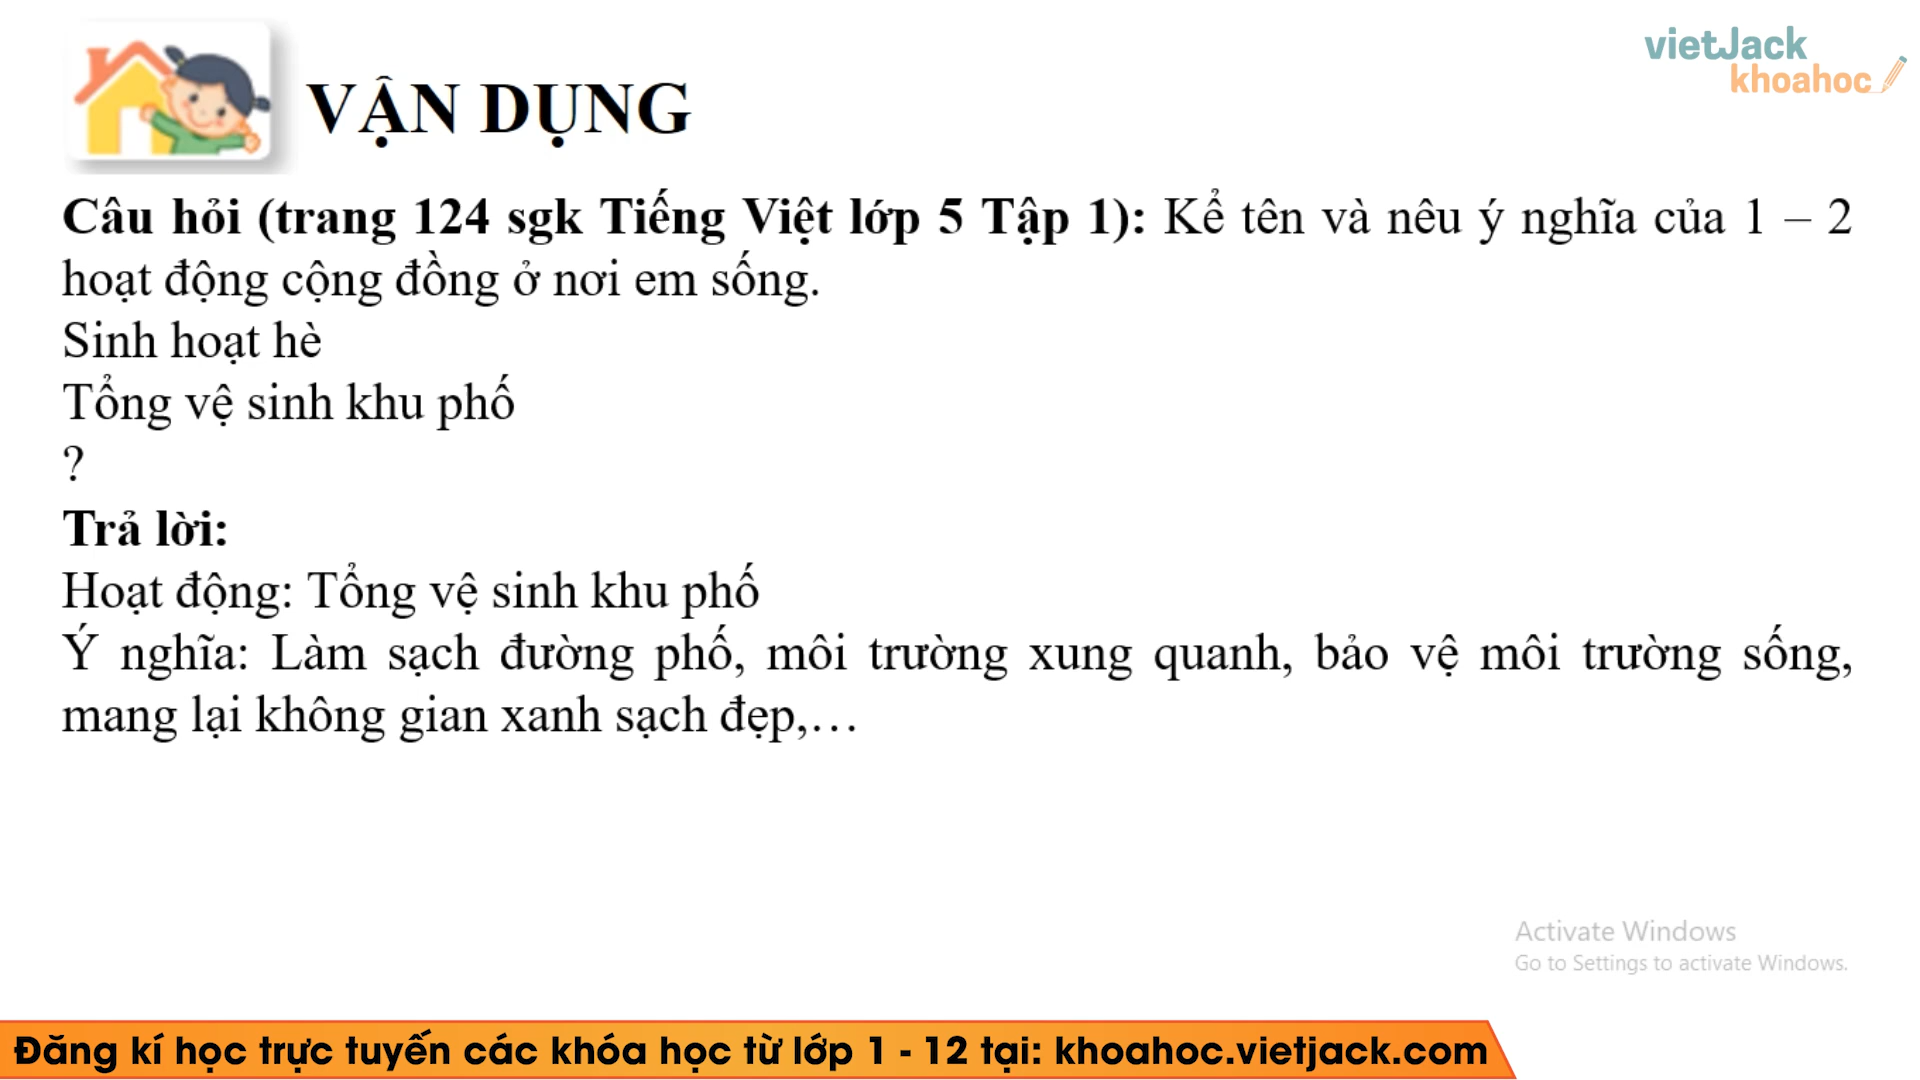 vietJack
khoahoc
VẬN DỤNG
Câu hỏi (trang 124 sgk Tiếng Việt lớp 5 Tập 1): Kể tên và nêu ý nghĩa của 1 – 2
hoạt động cộng đồng ở nơi em sống.
Sinh hoạt hè
Tổng vệ sinh khu phố
?
Trả lời:
Hoạt động: Tổng vệ sinh khu phố
Ý nghĩa: Làm sạch đường phố, môi trường xung quanh, bảo vệ môi trường sống,
mang lại không gian xanh sạch đẹp,…
Activate Windows
Go to Settings to activate Windows.
Đăng kí học trực tuyến các khóa học từ lớp 1 - 12 tại: khoahoc.vietjack.com